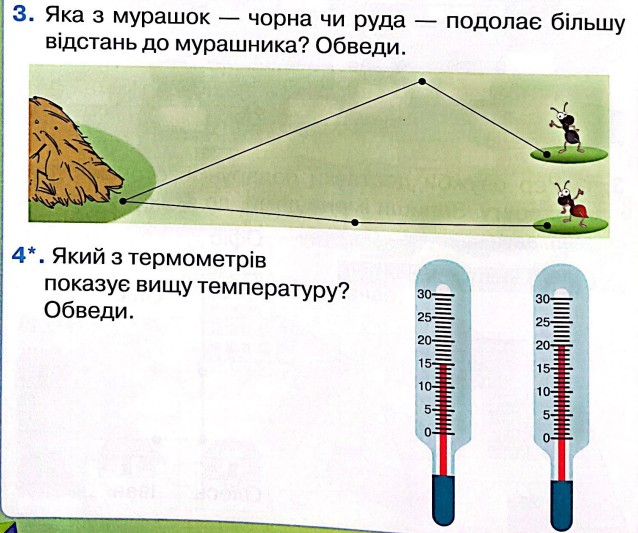 3. Яка з мурашок — чорна чи руда — подолає більшу
відстань до мурашника? Обведи.
4*. Який з термометрів
показує вищу температуру?
Обведи.
30
25
20
15
10
5
0
30
25
20
15
10
5
0